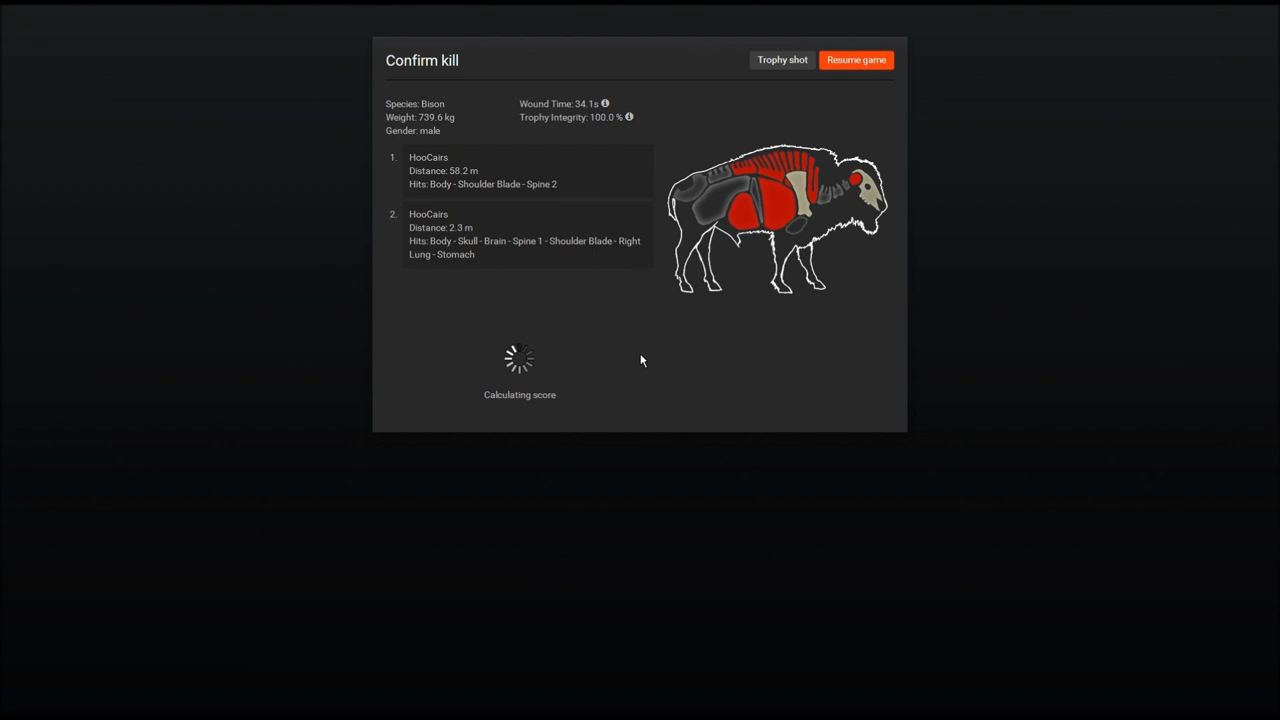 Confirm kill
Trophy shot
Resume game
Species: Bison
Weight: 739.6 kg
Gender: male
Wound Time: 34.1s
Trophy Integrity: 100.0 %
1.
HooCairs
Distance: 58.2 m
Hits: Body - Shoulder Blade - Spine 2
2.
HooCairs
Distance: 2.3 m
Hits: Body - Skull - Brain - Spine 1 - Shoulder Blade - Right
Lung - Stomach
Calculating score